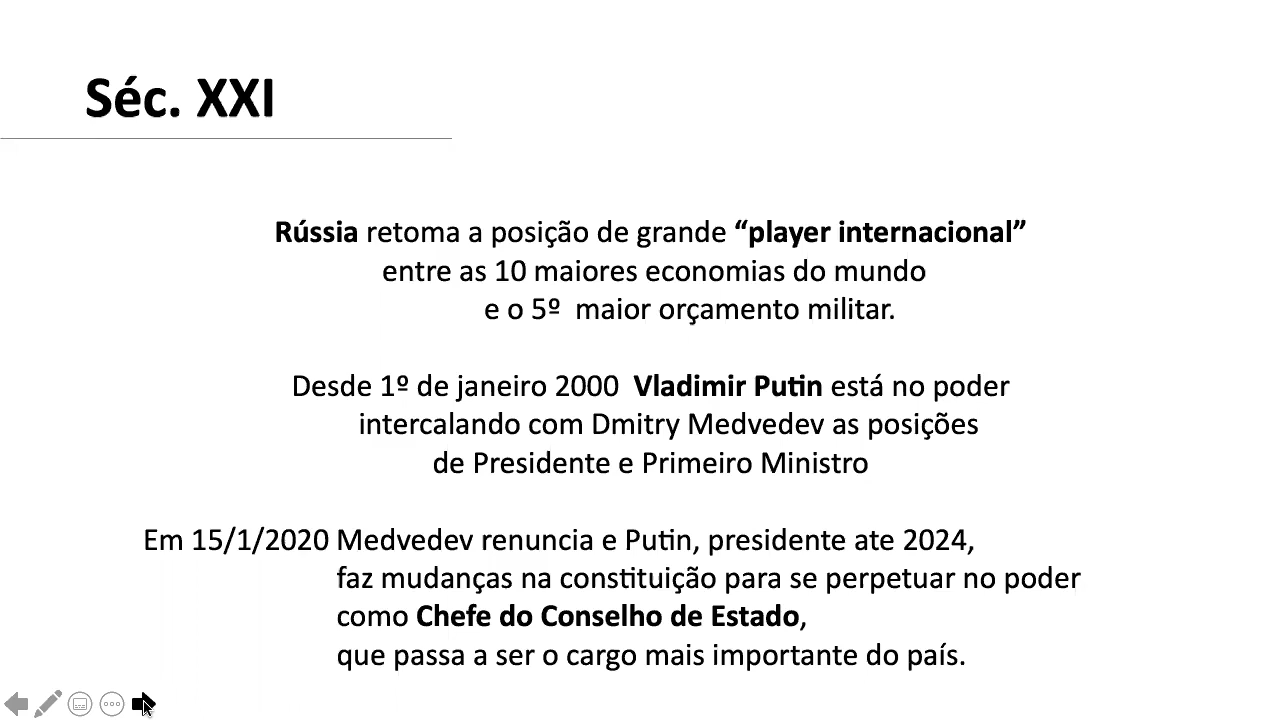 Séc. XXI
Rússia retoma a posição de grande “player internacional”
entre as 10 maiores economias do mundo
e o 5º maior orçamento militar.
Desde 1º de janeiro 2000 Vladimir Putin está no poder
intercalando com Dmitry Medvedev as posições
de Presidente e Primeiro Ministro
Em 15/1/2020 Medvedev renuncia e Putin, presidente ate 2024,
faz mudanças na constituição para se perpetuar no poder
como Chefe do Conselho de Estado,
que passa a ser o cargo mais importante do país.